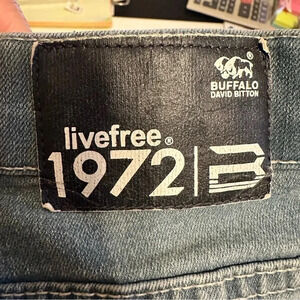 BUFFALO
DAVID BITTON
livefree®
1972 | B